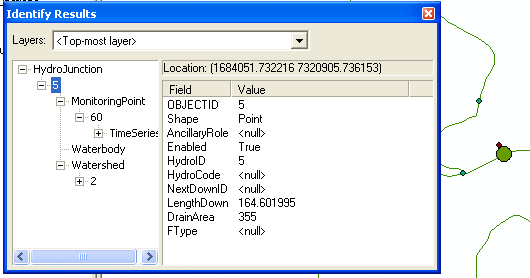 Identify Results
Layers: <Top-most layer>
HydroJunction
5
MonitoringPoint
60
TimeSeries
Waterbody
Watershed
2
Location: (1684051.732216 7320905.736153)
Field Value
OBJECTID 5
Shape Point
AncillaryRole <null>
Enabled True
HydroID 5
HydroCode <null>
NextDownID <null>
LengthDown 164.601995
DrainArea 355
FType <null>